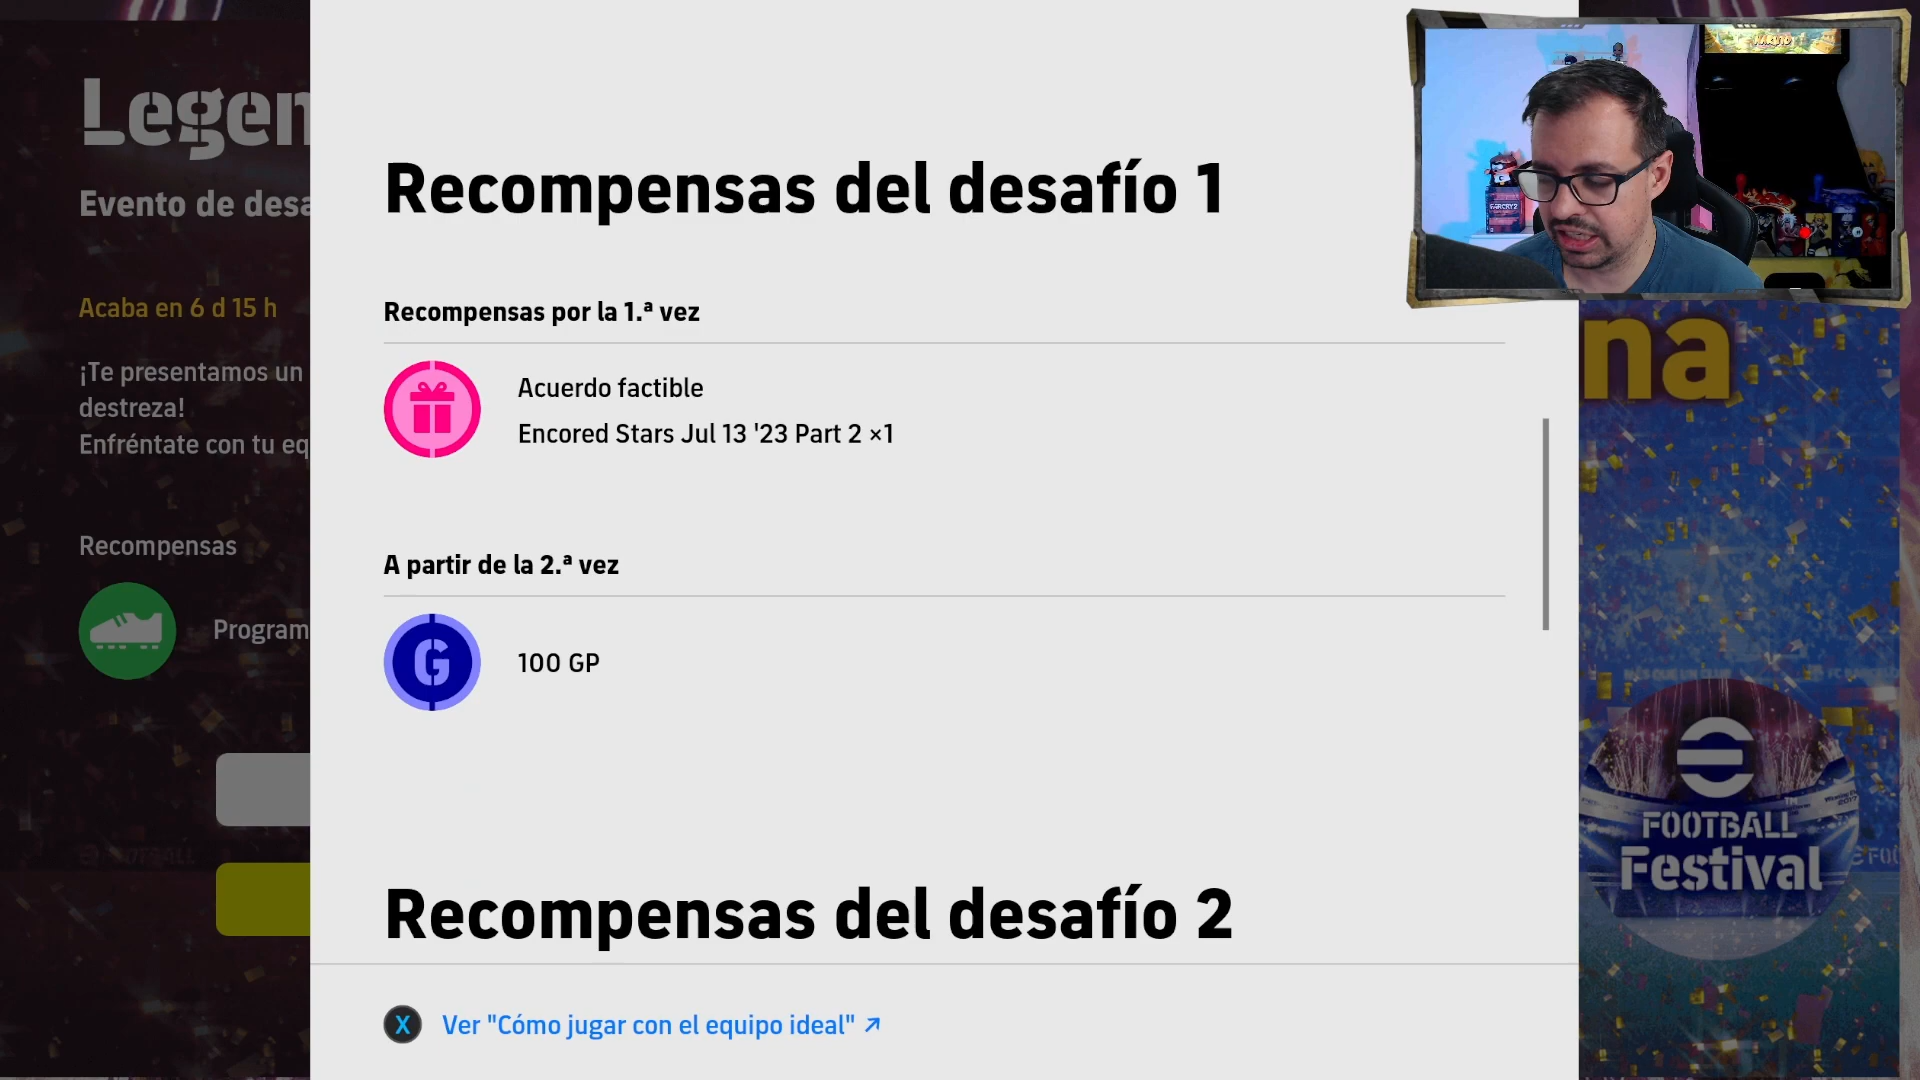 Legen
Evento de desa
Acaba en 6 d 15 h
¡Te presentamos un
destreza!
Enfréntate con tu eq
Recompensas
Program
Recompensas del desafío 1
Recompensas por la 1.ª vez
Acuerdo factible
Encored Stars Jul 13 '23 Part 2 ×1
A partir de la 2.ª vez
G
100 GP
Recompensas del desafío 2
X
Ver "Cómo jugar con el equipo ideal" ↗
NARUTO
FARCRY 2
na
FOOTBALL
Festival